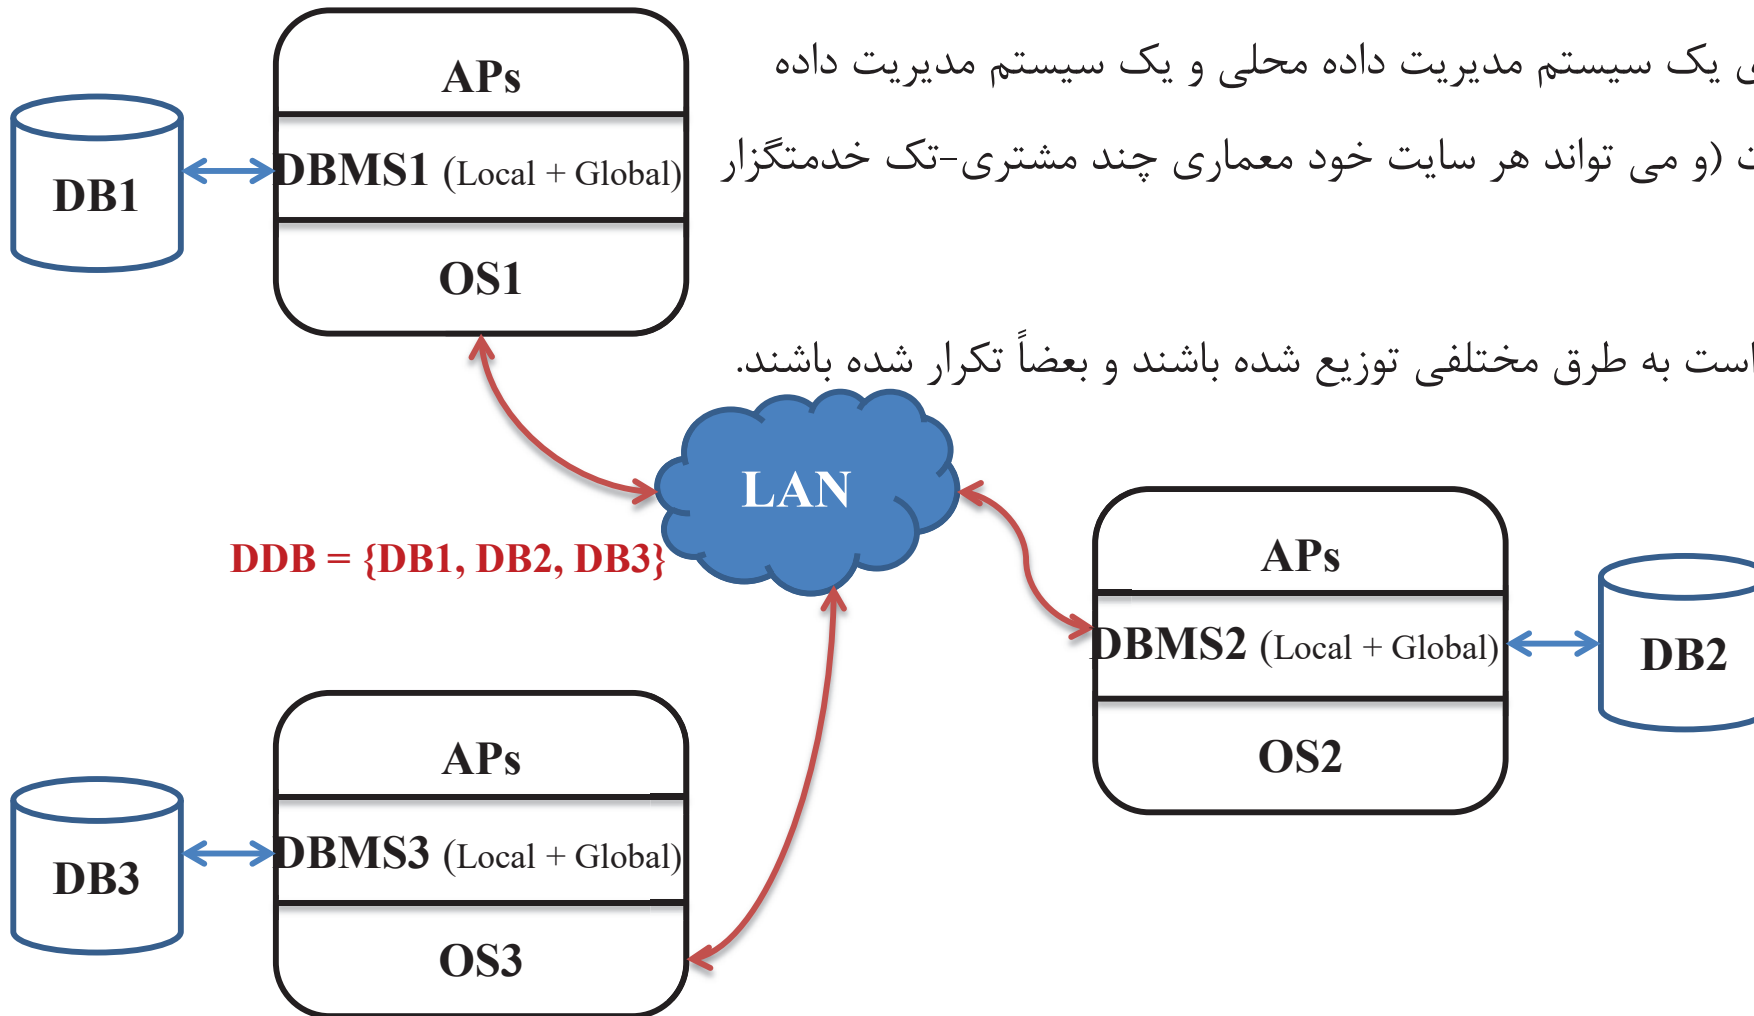 یک سیستم مدیریت داده محلی و یک سیستم مدیریت داده
(و می تواند هر سایت خود معماری چند مشتری-تک خدمتگزار
است به طرق مختلفی توزیع شده باشند و بعضاً تکرار شده باشند.
APs
DBMS1 (Local + Global)
OS1
DB1
LAN
DDB = {DB1, DB2, DB3}
APs
DBMS2 (Local + Global)
OS2
DB2
APs
DBMS3 (Local + Global)
OS3
DB3